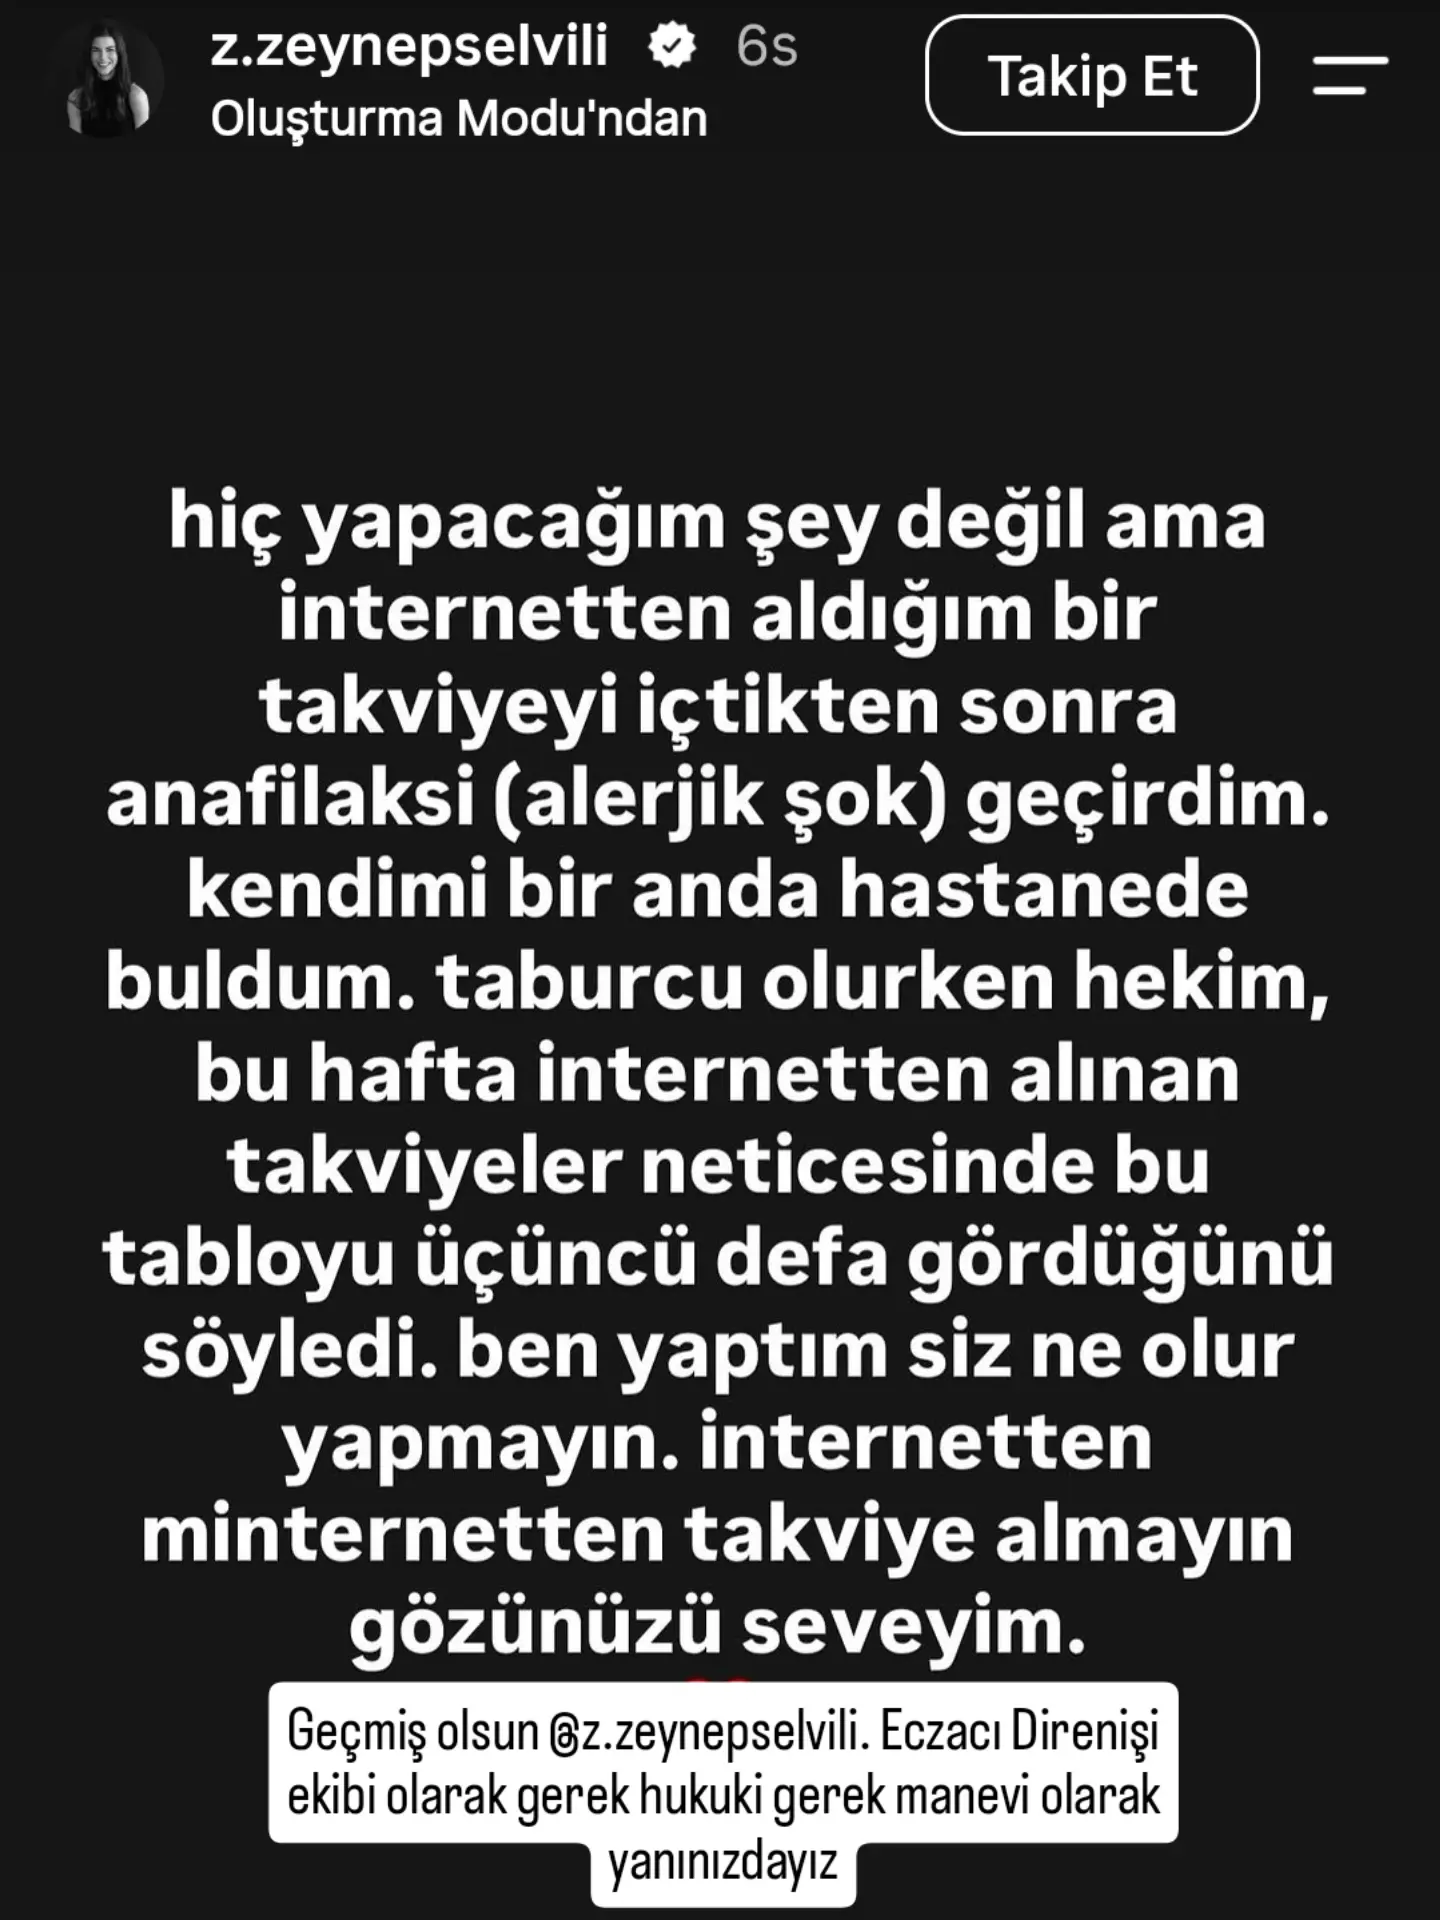 z.zeynepselvili 6s
Oluşturma Modu'ndan
Takip Et
hiç yapacağım şey değil ama
internetten aldığım bir
takviyeyi içtikten sonra
anafilaksi (alerjik şok) geçirdim.
kendimi bir anda hastanede
buldum. taburcu olurken hekim,
bu hafta internetten alınan
takviyeler neticesinde bu
tabloyu üçüncü defa gördüğünü
söyledi. ben yaptım siz ne olur
yapmayın. internetten
minternetten takviye almayın
gözünüzü seveyim.
Geçmiş olsun @z.zeynepselvili. Eczacı Direnişi
ekibi olarak gerek hukuki gerek manevi olarak
yanınızdayız